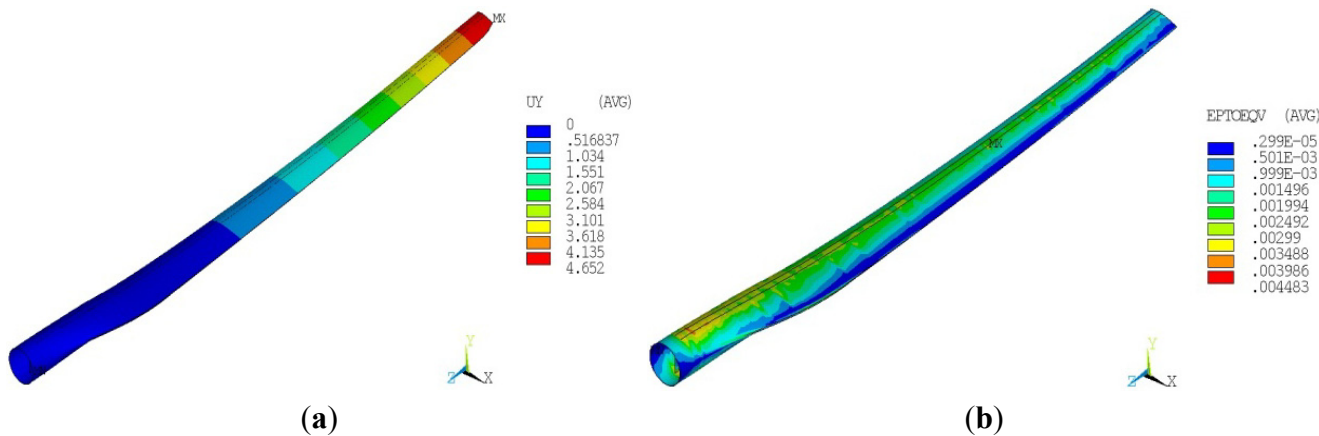 MX
UY (AVG)
0
.516837
1.034
1.551
2.067
2.584
3.101
3.618
4.135
4.652
Y
Z X
(a)
MX
EPTOEQV (AVG)
.299E-05
.501E-03
.999E-03
.001496
.001994
.002492
.00299
.003488
.003986
.004483
Y
Z X
(b)